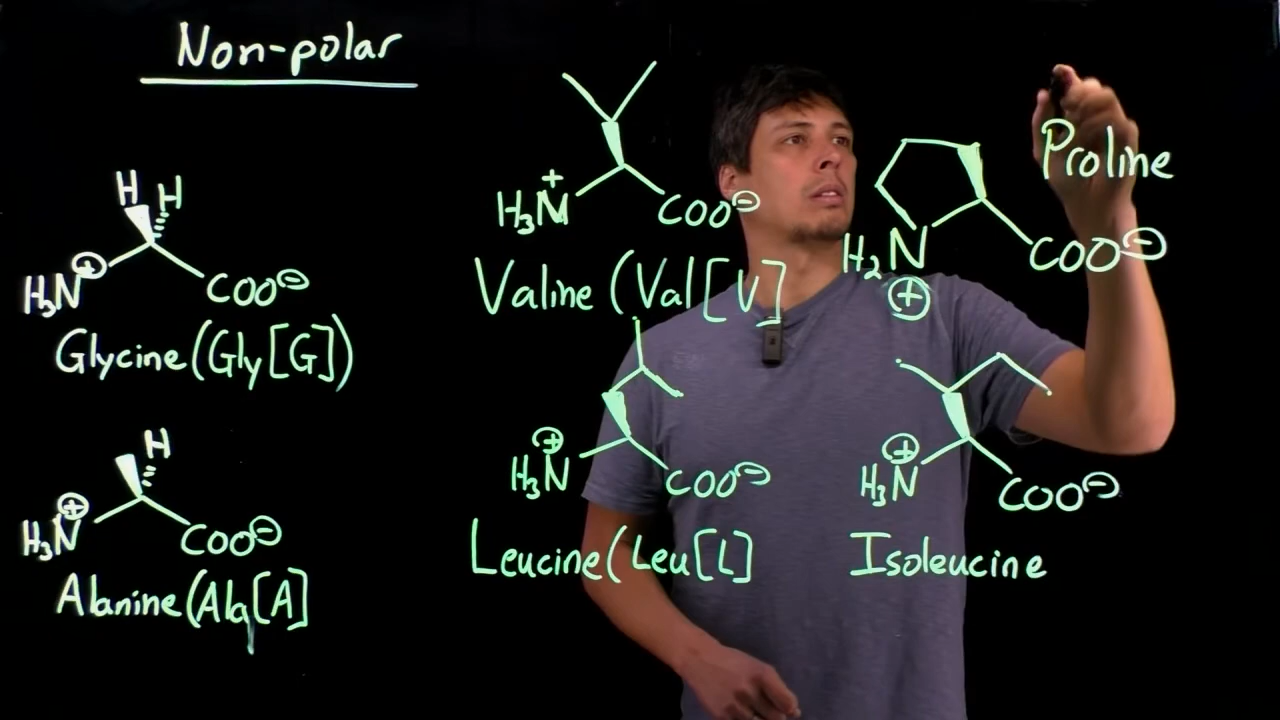 Non-polar
H H
H₃N⊕ COO⊖
Glycine (Gly [G])
H
H₃N⊕ COO⊖
Alanine (Ala [A]
H₃N+ COO⊖
Valine (Val [V]
H₃N⊕ COO⊖
Leucine (Leu [L]
Proline
H₂N⊕ COO⊖
H₃N⊕ COO⊖
Isoleucine